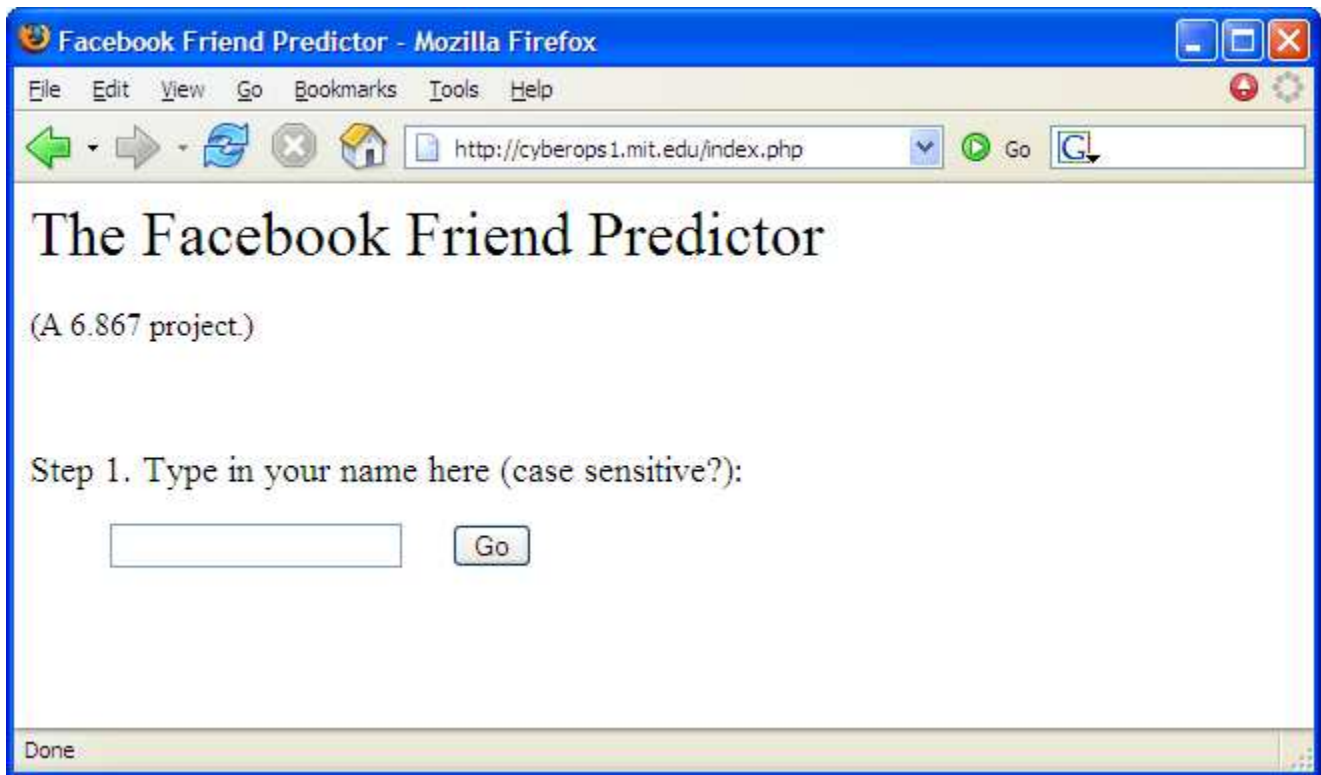 Facebook Friend Predictor - Mozilla Firefox
File Edit View Go Bookmarks Tools Help
http://cyberops1.mit.edu/index.php Go G
The Facebook Friend Predictor
(A 6.867 project.)
Step 1. Type in your name here (case sensitive?):
Go
Done